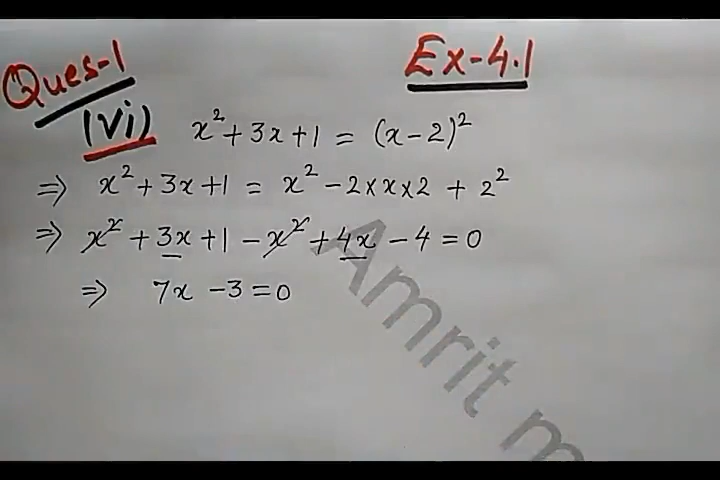 Ques-1
Ex-4.1
(vi) x² + 3x + 1 = (x - 2)²
⇒ x² + 3x + 1 = x² - 2 × x × 2 + 2²
⇒ x² + 3x + 1 - x² + 4x - 4 = 0
⇒ 7x - 3 = 0
Amrit